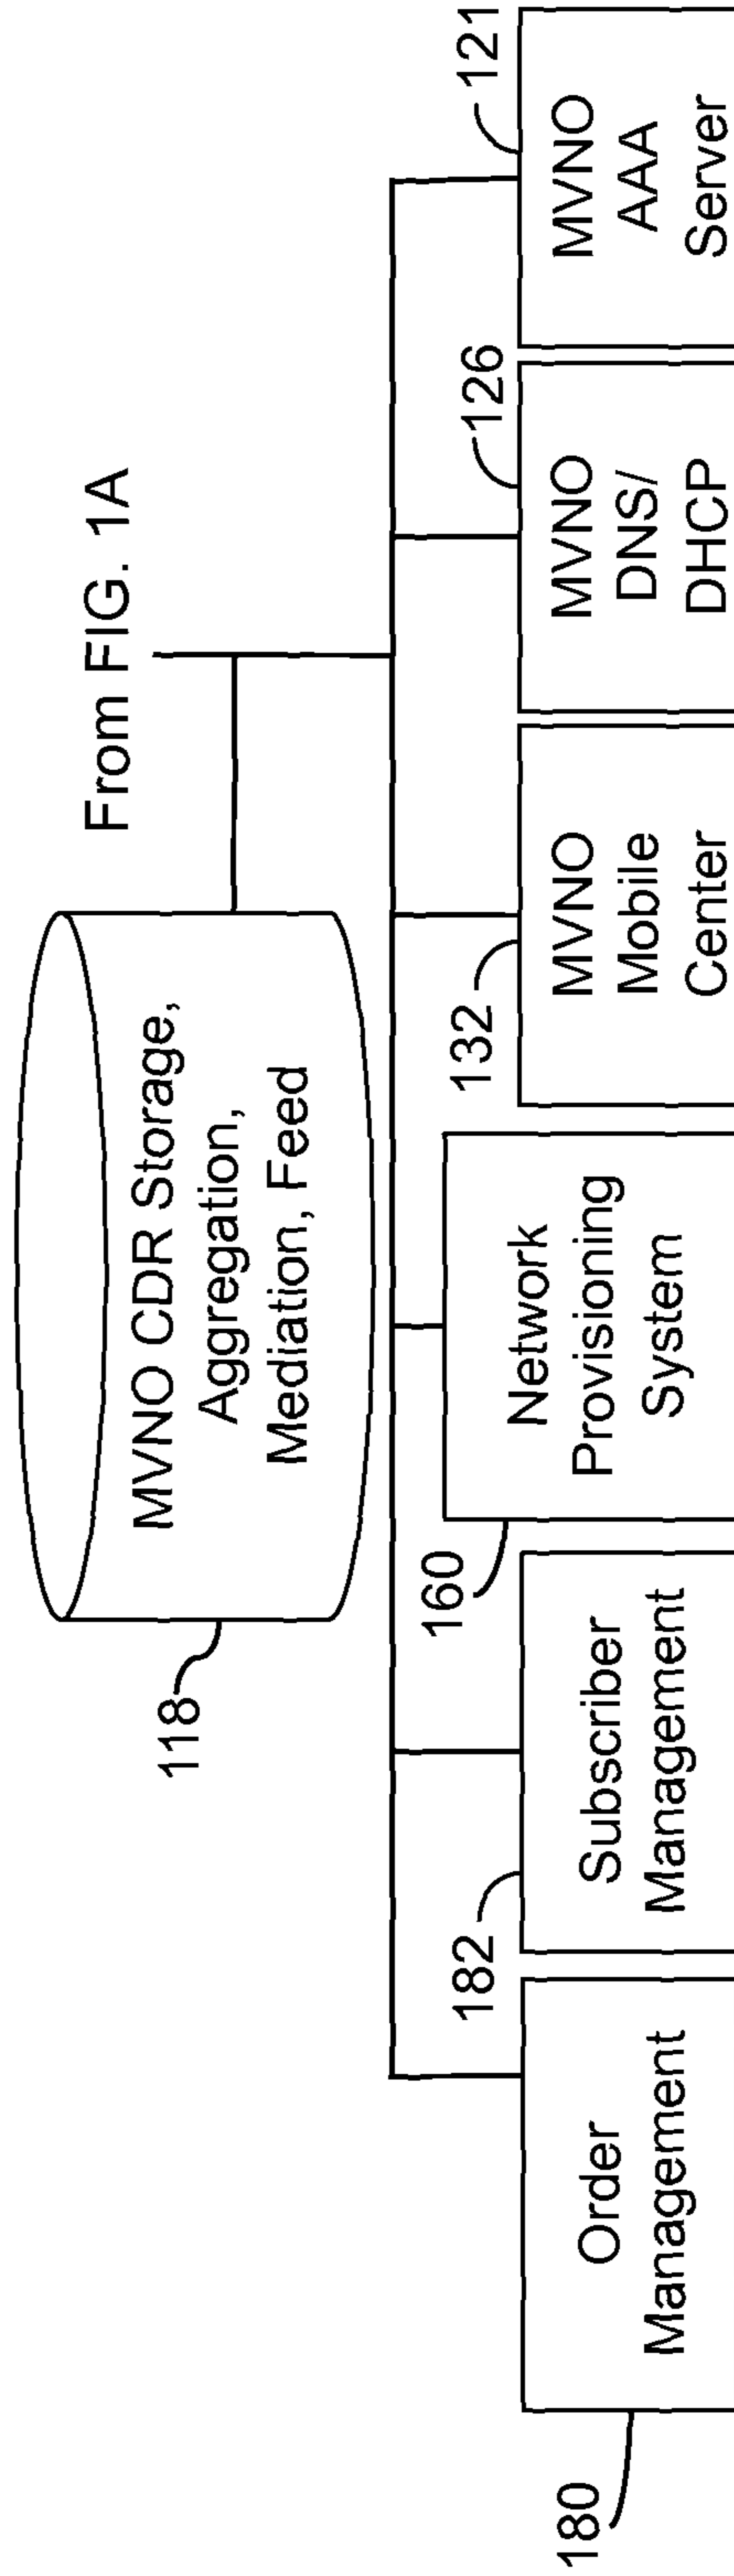 From FIG. 1A
MVNO CDR Storage,
Aggregation,
Mediation, Feed
118
180
Order
Management
182
Subscriber
Management
160
Network
Provisioning
System
132
MVNO
Mobile
Center
126
MVNO
DNS/
DHCP
121
MVNO
AAA
Server